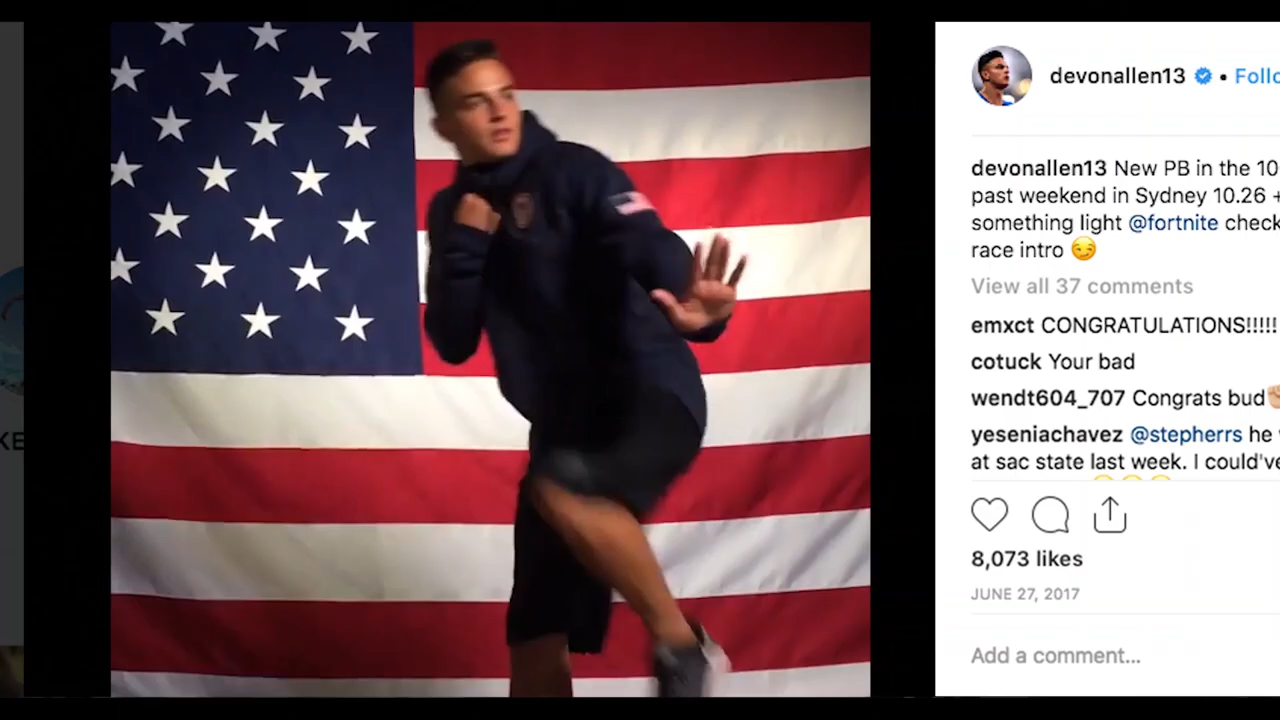 devonallen13 • Follo
devonallen13 New PB in the 10
past weekend in Sydney 10.26 +
something light @fortnite check
race intro 😏
View all 37 comments
emxct CONGRATULATIONS!!!!!
cotuck Your bad
wendt604_707 Congrats bud
yeseniachavez @stepherrs he
at sac state last week. I could've
8,073 likes
JUNE 27, 2017
Add a comment...
KE